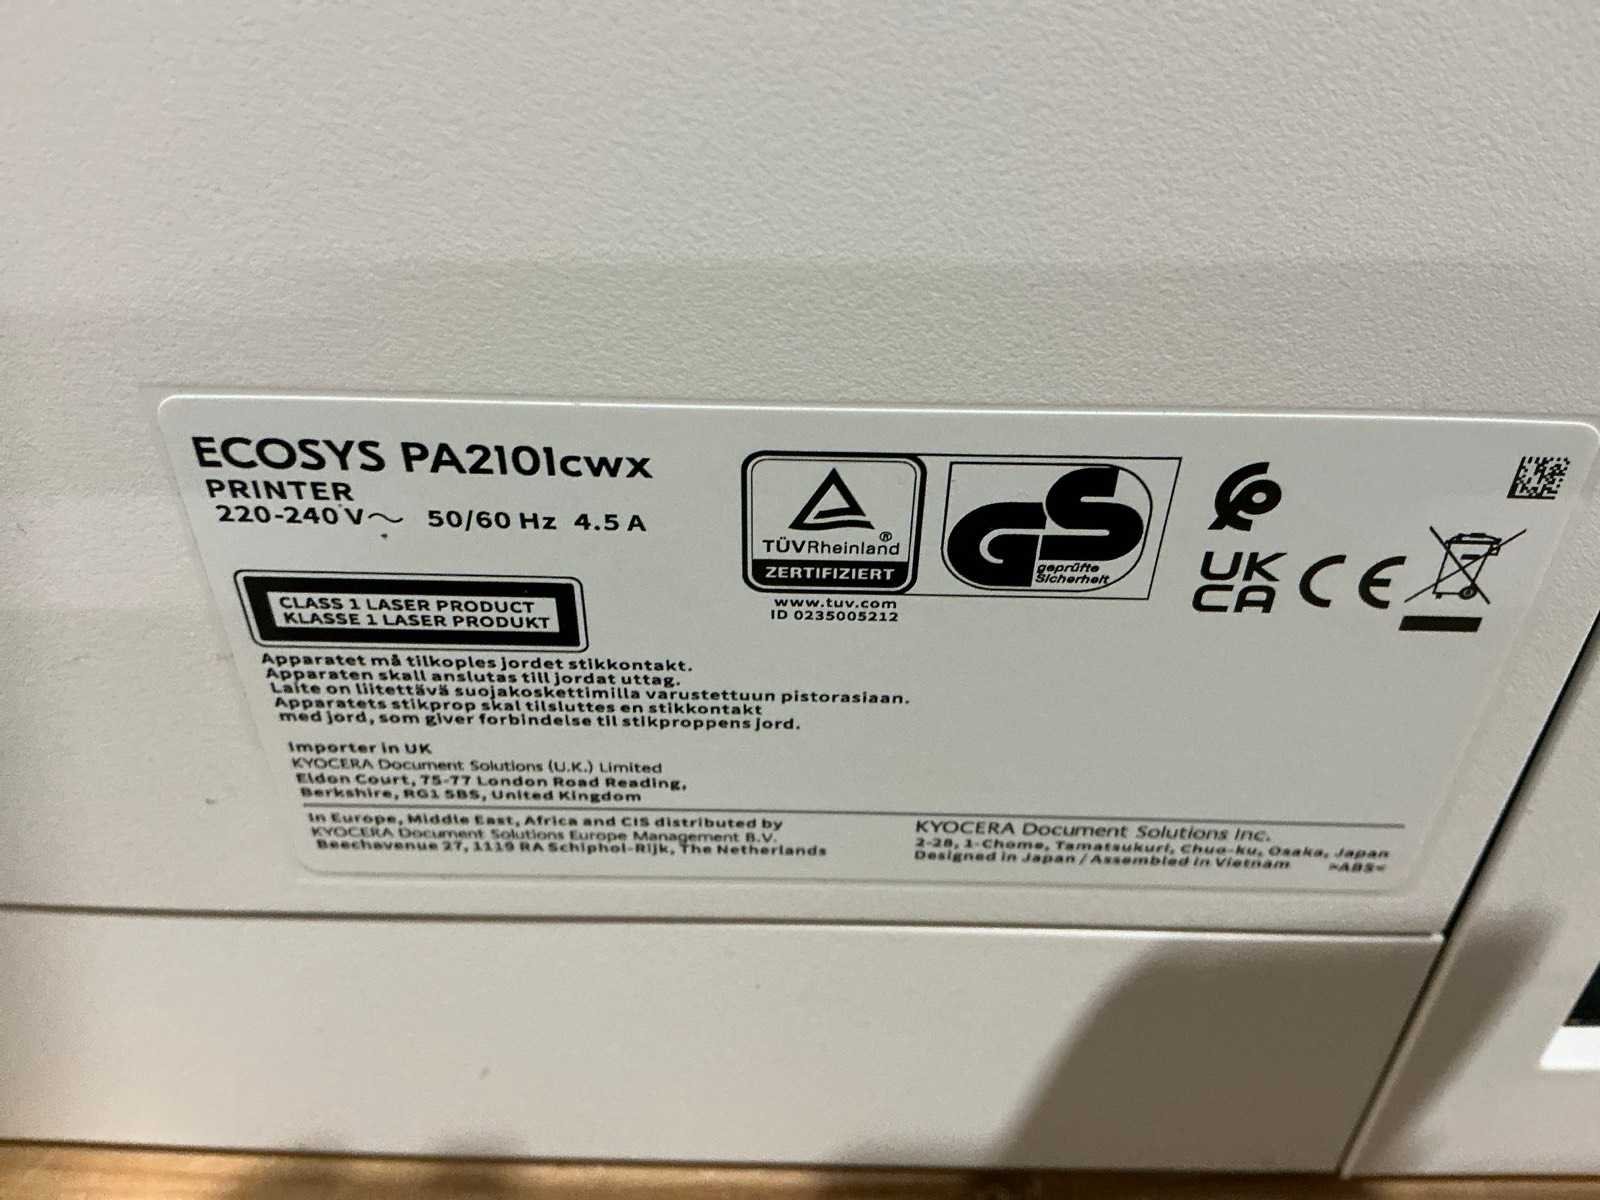 ECOSYS PA2101cwx
PRINTER
220-240 V∼ 50/60 Hz 4.5 A
TÜVRheinland®
ZERTIFIZIERT
www.tuv.com
ID 0235005212
GS
geprüfte
Sicherheit
UK
CA
CE
CLASS 1 LASER PRODUCT
KLASSE 1 LASER PRODUKT
Apparatet må tilkoples jordet stikkontakt.
Apparaten skall anslutas till jordat uttag.
Laite on liitettävä suojakoskettimilla varustettuun pistorasiaan.
Apparatets stikprop skal tilsluttes en stikkontakt
med jord, som giver forbindelse til stikproppens jord.
Importer in UK
KYOCERA Document Solutions (U.K.) Limited
Eldon Court, 75-77 London Road Reading,
Berkshire, RG1 5BS, United Kingdom
In Europe, Middle East, Africa and CIS distributed by
KYOCERA Document Solutions Europe Management B.V.
Beechavenue 27, 1119 RA Schiphol-Rijk, The Netherlands
KYOCERA Document Solutions Inc.
2-28, 1-Chome, Tamatsukuri, Chuo-ku, Osaka, Japan
Designed in Japan / Assembled in Vietnam >ABS<